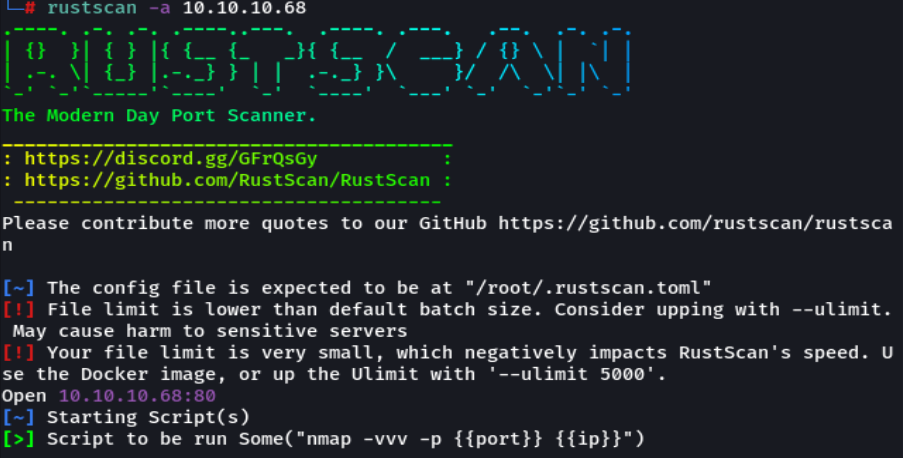 └─# rustscan -a 10.10.10.68
.----. .-. .-. .----..---.  .----. .---.   .--.  .-. .-.
| {}  }| { } |{ {__ {_   _}{ {__  /  ___} / {} \ |  `| |
| .-. \| {_} |.-._} } | |  .-._} }\     }/  /\  \| |\  |
`-' `-'`-----'`----'  `-'  `----'  `---' `-'  `-'`-' `-'
The Modern Day Port Scanner.
________________________________________
: https://discord.gg/GFrQsGy           :
: https://github.com/RustScan/RustScan :
 --------------------------------------
Please contribute more quotes to our GitHub https://github.com/rustscan/rustsca
n
[~] The config file is expected to be at "/root/.rustscan.toml"
[!] File limit is lower than default batch size. Consider upping with --ulimit.
 May cause harm to sensitive servers
[!] Your file limit is very small, which negatively impacts RustScan's speed. U
se the Docker image, or up the Ulimit with '--ulimit 5000'.
Open 10.10.10.68:80
[~] Starting Script(s)
[>] Script to be run Some("nmap -vvv -p {{port}} {{ip}}")